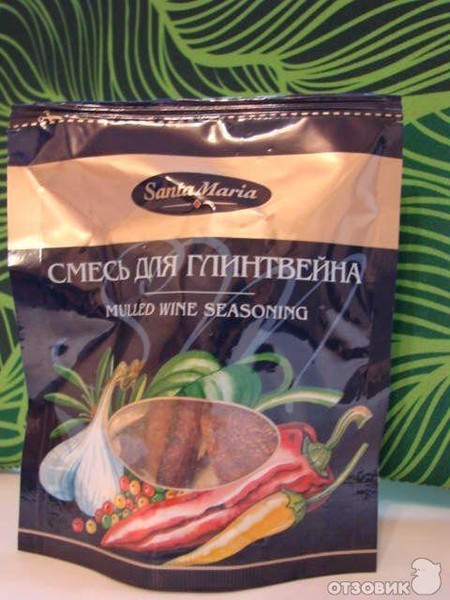 Santa Maria
СМЕСЬ ДЛЯ ГЛИНТВЕЙНА
MULLED WINE SEASONING
ОТЗОВИК